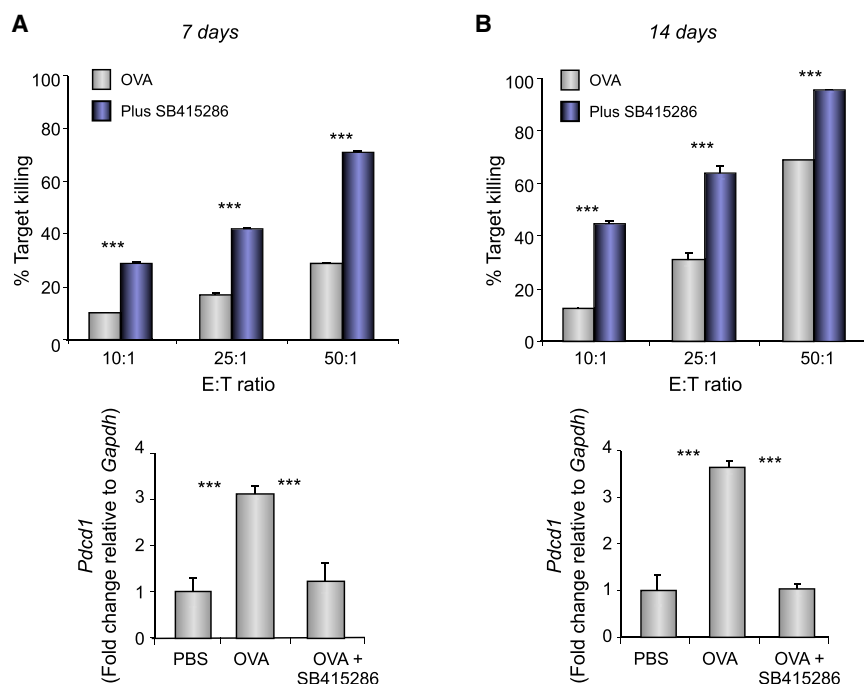 A
7 days
OVA
Plus SB415286
% Target killing
100
80
60
40
20
0
***
***
***
10:1
25:1
50:1
E:T ratio
Pdcd1
(Fold change relative to Gapdh)
4
3
2
1
0
***
***
PBS
OVA
OVA +
SB415286
B
14 days
OVA
Plus SB415286
% Target killing
100
80
60
40
20
0
***
***
***
10:1
25:1
50:1
E:T ratio
Pdcd1
(Fold change relative to Gapdh)
4
3
2
1
0
***
***
PBS
OVA
OVA +
SB415286